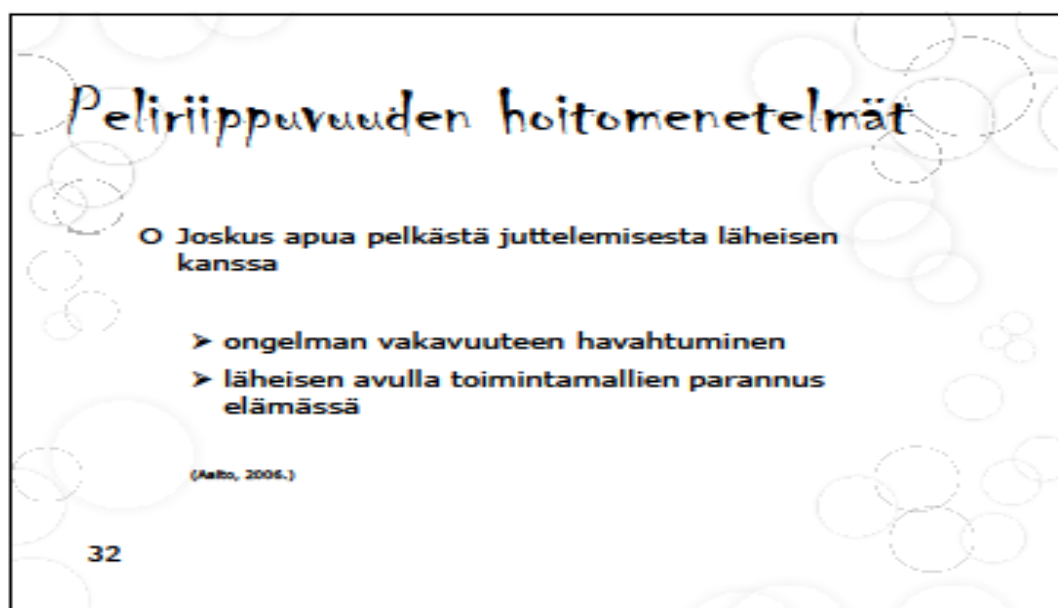 Peliriippuvuuden hoitomenetelmät
O Joskus apua pelkästä juttelemisesta läheisen
kanssa
➤ ongelman vakavuuteen havahtuminen
➤ läheisen avulla toimintamallien parannus
elämässä
(Aalto, 2006.)
32